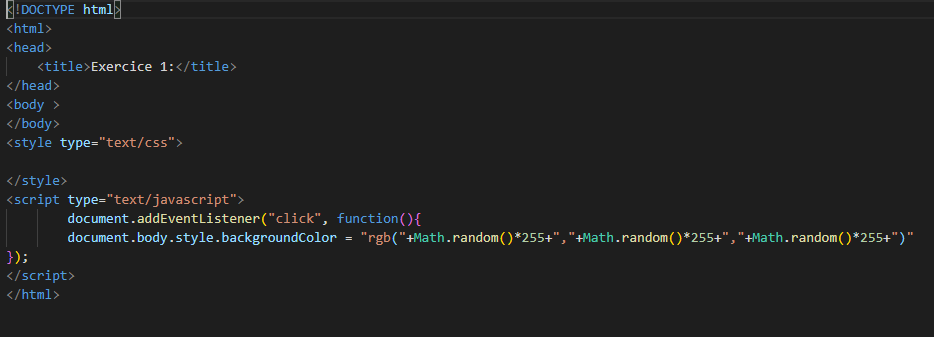 <!DOCTYPE html>
<html>
<head>
    <title>Exercice 1:</title>
</head>
<body >
</body>
<style type="text/css">

</style>
<script type="text/javascript">
        document.addEventListener("click", function(){
        document.body.style.backgroundColor = "rgb("+Math.random()*255+","+Math.random()*255+","+Math.random()*255+")"
});
</script>
</html>